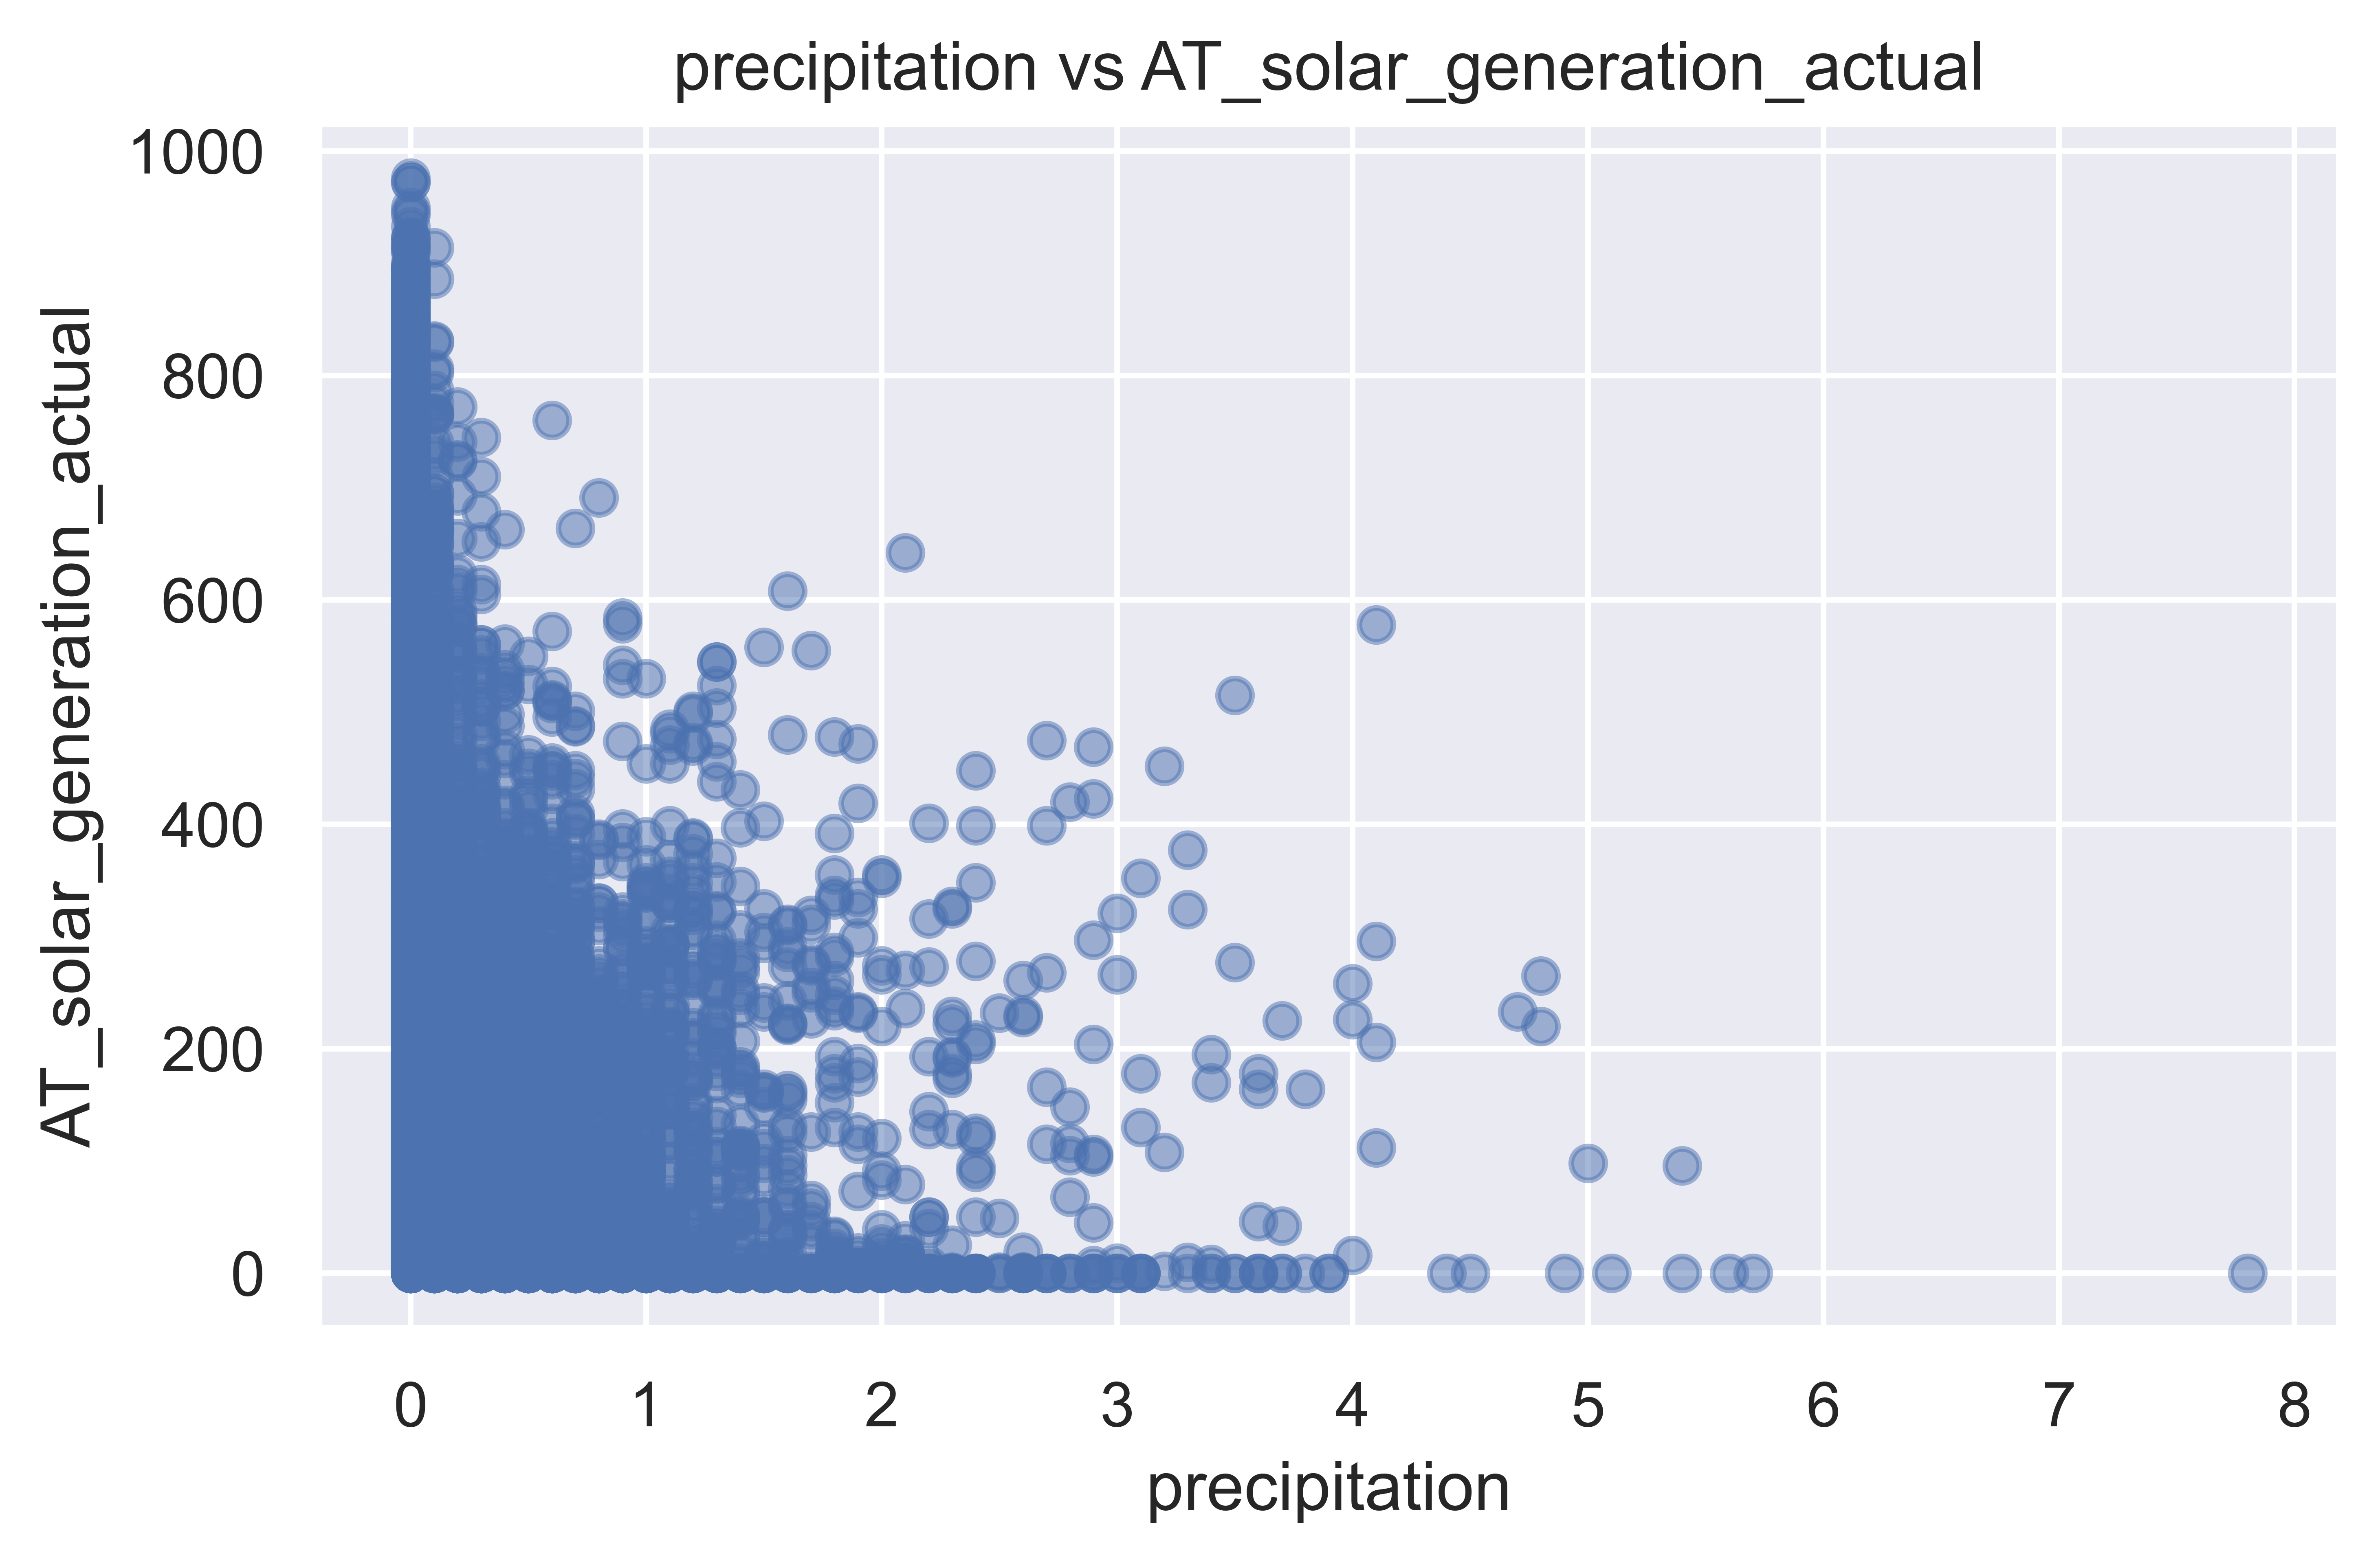 precipitation vs AT_solar_generation_actual
1000
800
600
400
200
0
AT_solar_generation_actual
0 1 2 3 4 5 6 7 8
precipitation